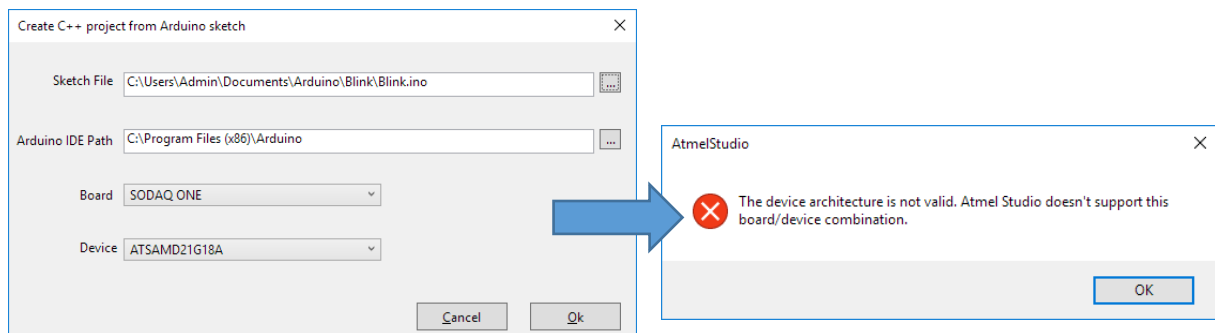 Create C++ project from Arduino sketch
Sketch File C:\Users\Admin\Documents\Arduino\Blink\Blink.ino ...
Arduino IDE Path C:\Program Files (x86)\Arduino ...
Board SODAQ ONE
Device ATSAMD21G18A
Cancel Ok
AtmelStudio
The device architecture is not valid. Atmel Studio doesn't support this
board/device combination.
OK